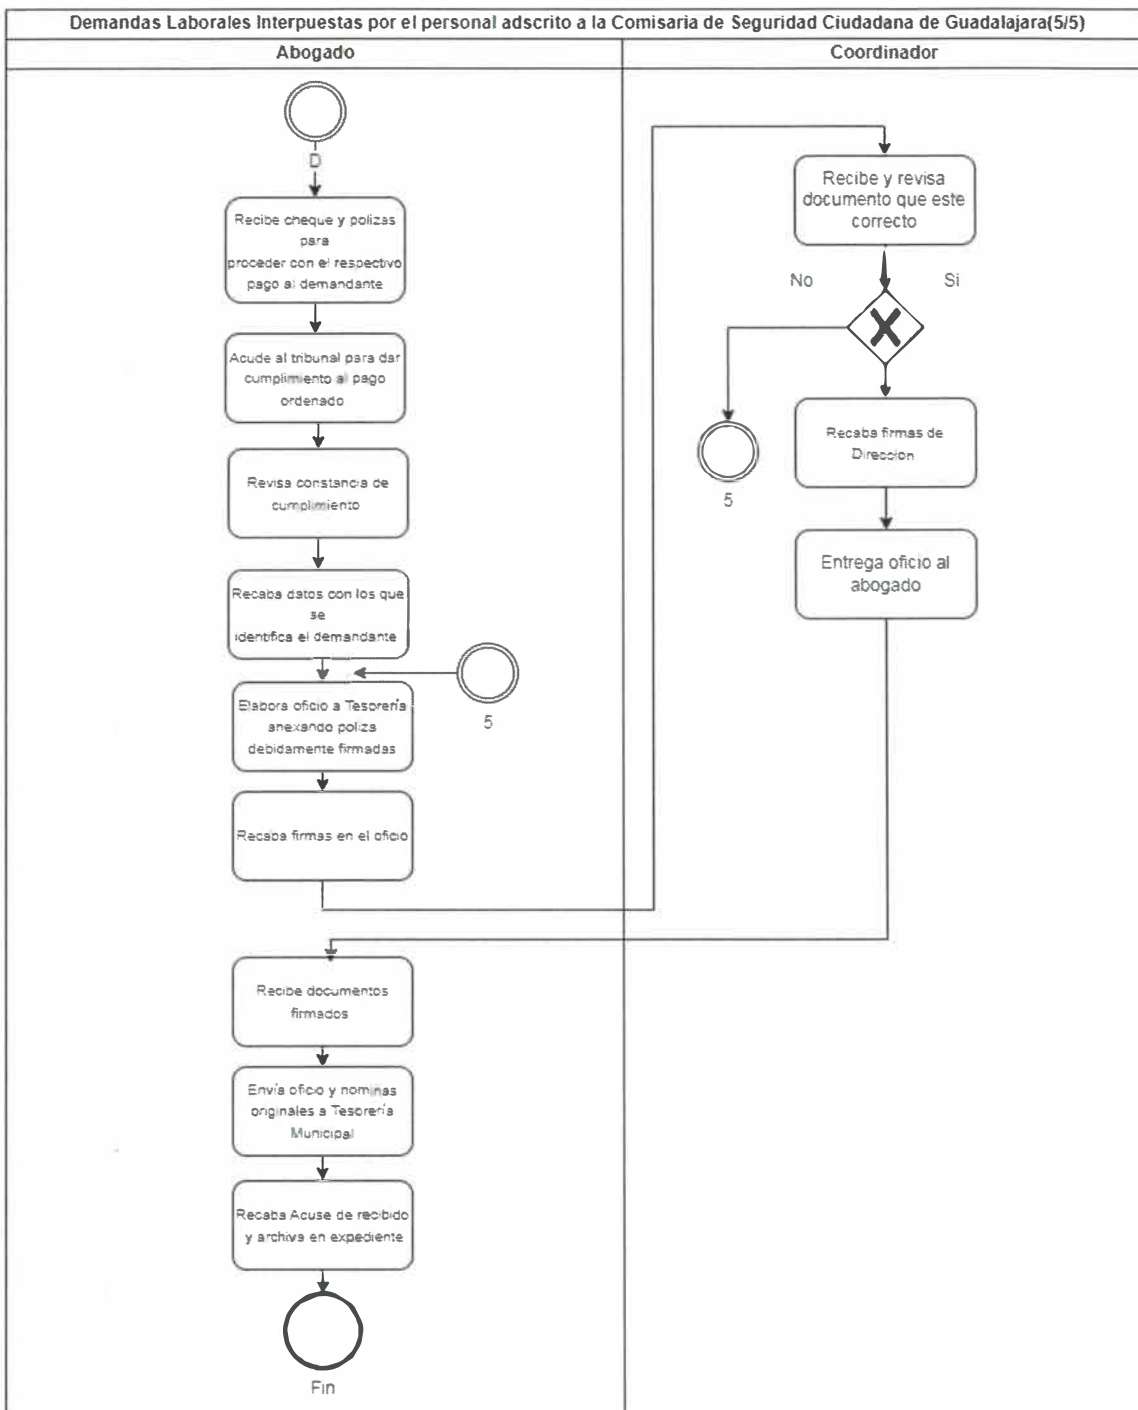 Demandas Laborales Interpuestas por el personal adscrito a la Comisaria de Seguridad Ciudadana de Guadalajara(5/5)
Abogado
Coordinador
D
Recibe cheque y polizas
para
proceder con el respectivo
pago al demandante
Acude al tribunal para dar
cumplimiento al pago
ordenado
Revisa constancia de
cumplimiento
Recaba datos con los que
se
identifica el demandante
5
Elabora oficio a Tesorería
anexando poliza
debidamente firmadas
Recaba firmas en el oficio
Recibe y revisa
documento que este
correcto
No
Si
5
Recaba firmas de
Direccion
Entrega oficio al
abogado
Recibe documentos
firmados
Envía oficio y nominas
originales a Tesorería
Municipal
Recaba Acuse de recibido
y archiva en expediente
Fin